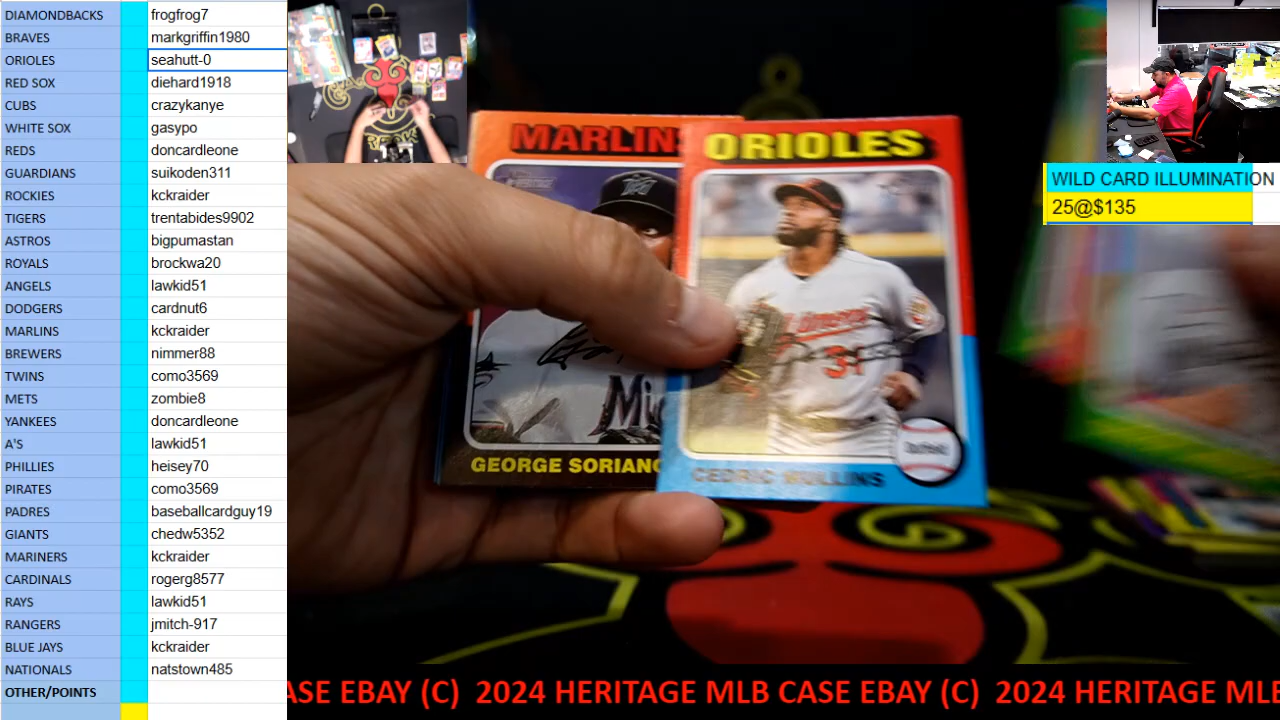 DIAMONDBACKS frogfrog7
BRAVES markgriffin1980
ORIOLES seahutt-0
RED SOX diehard1918
CUBS crazykanye
WHITE SOX gasypo
REDS doncardleone
GUARDIANS suikoden311
ROCKIES kckraider
TIGERS trentabides9902
ASTROS bigpumastan
ROYALS brockwa20
ANGELS lawkid51
DODGERS cardnut6
MARLINS kckraider
BREWERS nimmer88
TWINS como3569
METS zombie8
YANKEES doncardleone
A'S lawkid51
PHILLIES heisey70
PIRATES como3569
PADRES baseballcardguy19
GIANTS chedw5352
MARINERS kckraider
CARDINALS rogerg8577
RAYS lawkid51
RANGERS jmitch-917
BLUE JAYS kckraider
NATIONALS natstown485
OTHER/POINTS
MARLINS
GEORGE SORIANO
ORIOLES
31
CEDRIC MULLINS
WILD CARD ILLUMINATION
25@$135
ASE EBAY (C) 2024 HERITAGE MLB CASE EBAY (C) 2024 HERITAGE MLB